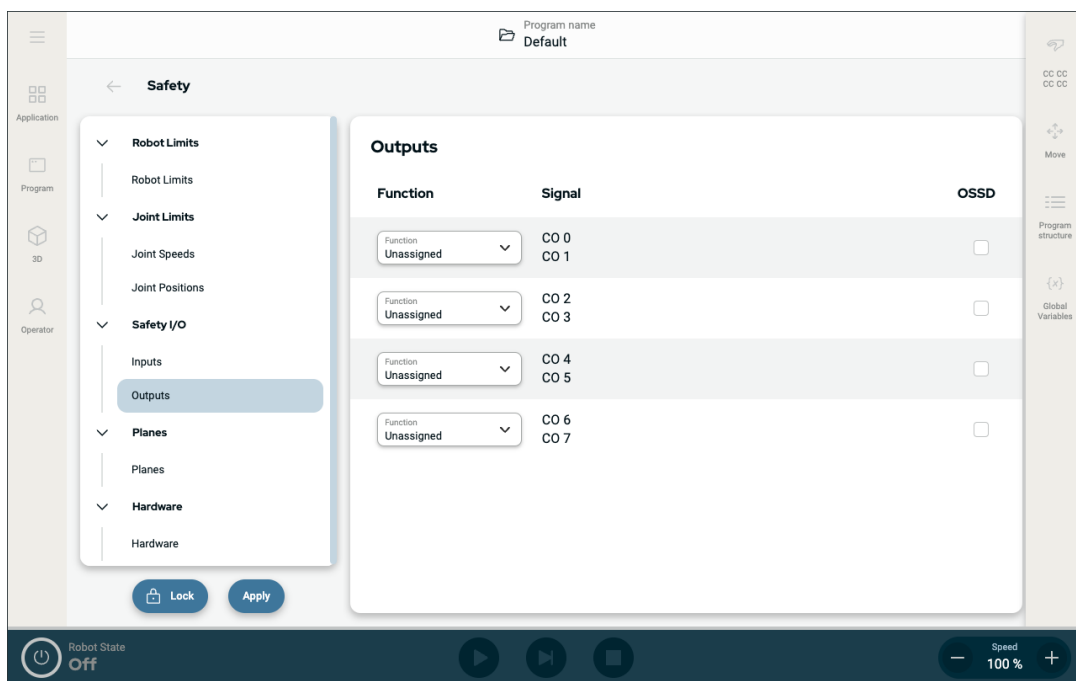 Program name
Default
Application
Program
3D
Operator
Safety
Robot Limits
Robot Limits
Joint Limits
Joint Speeds
Joint Positions
Safety I/O
Inputs
Outputs
Planes
Planes
Hardware
Hardware
Lock
Apply
Outputs
Function
Signal
OSSD
Function
Unassigned
CO 0
CO 1
Function
Unassigned
CO 2
CO 3
Function
Unassigned
CO 4
CO 5
Function
Unassigned
CO 6
CO 7
CC CC
CC CC
Move
Program
structure
{x}
Global
Variables
Robot State
Off
Speed
100 %